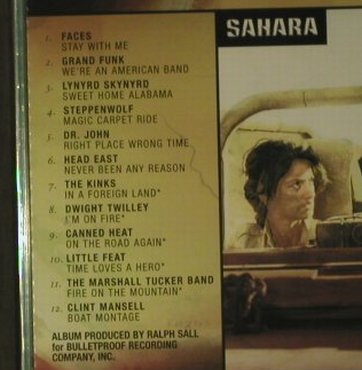 SAHARA
1. FACES
STAY WITH ME
2. GRAND FUNK
WE'RE AN AMERICAN BAND
3. LYNYRD SKYNYRD
SWEET HOME ALABAMA
4. STEPPENWOLF
MAGIC CARPET RIDE
5. DR. JOHN
RIGHT PLACE WRONG TIME
6. HEAD EAST
NEVER BEEN ANY REASON
7. THE KINKS
IN A FOREIGN LAND*
8. DWIGHT TWILLEY
I'M ON FIRE*
9. CANNED HEAT
ON THE ROAD AGAIN*
10. LITTLE FEAT
TIME LOVES A HERO*
11. THE MARSHALL TUCKER BAND
FIRE ON THE MOUNTAIN*
12. CLINT MANSELL
BOAT MONTAGE
ALBUM PRODUCED BY RALPH SALL
for BULLETPROOF RECORDING
COMPANY, INC.